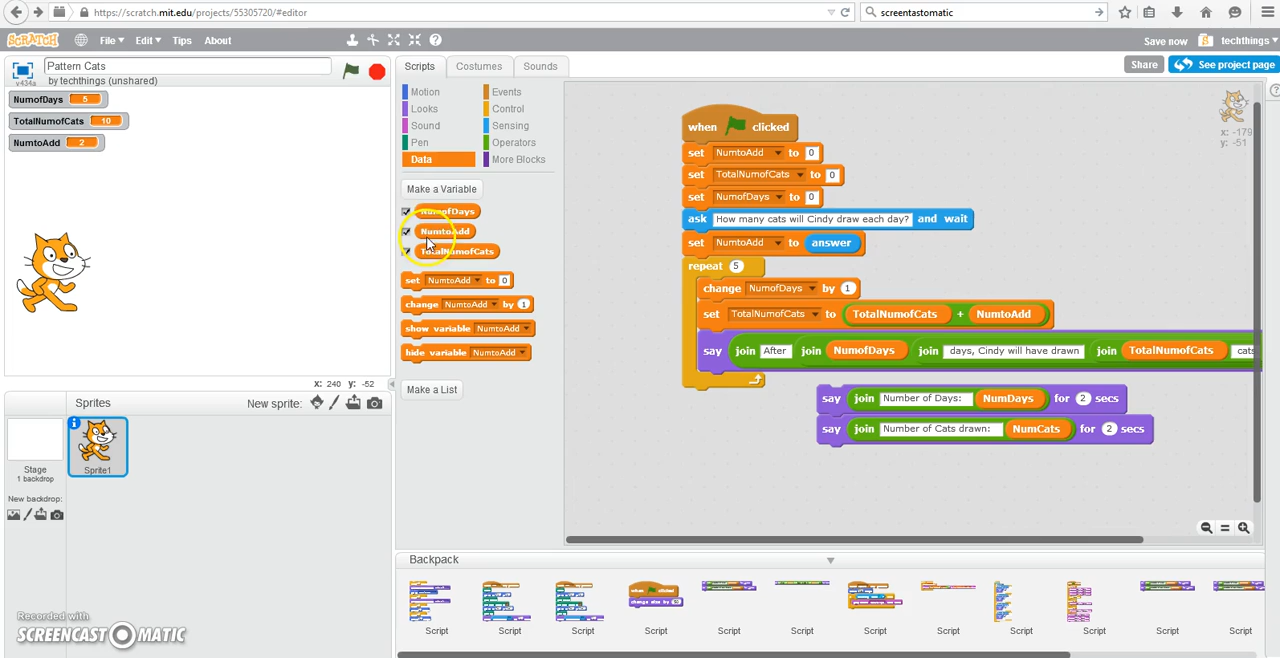 https://scratch.mit.edu/projects/55305720/#editor
screentastomatic
SCRATCH File Edit Tips About Save now techthings
Pattern Cats
by techthings (unshared)
v434a
Scripts Costumes Sounds
Share See project page
NumofDays 5
TotalNumofCats 10
NumtoAdd 2
Motion Events
Looks Control
Sound Sensing
Pen Operators
Data More Blocks
Make a Variable
NumofDays
NumtoAdd
TotalNumofCats
set NumtoAdd to 0
change NumtoAdd by 1
show variable NumtoAdd
hide variable NumtoAdd
Make a List
when clicked
set NumtoAdd to 0
set TotalNumofCats to 0
set NumofDays to 0
ask How many cats will Cindy draw each day? and wait
set NumtoAdd to answer
repeat 5
change NumofDays by 1
set TotalNumofCats to TotalNumofCats + NumtoAdd
say join After join NumofDays join days, Cindy will have drawn join TotalNumofCats cats
say join Number of Days: NumDays for 2 secs
say join Number of Cats drawn: NumCats for 2 secs
x: -179
y: -51
x: 240 y: -52
Sprites New sprite:
Sprite1
Stage
1 backdrop
New backdrop:
Backpack
when clicked
change size by 10
Script Script Script Script Script Script Script Script Script Script Script Script
Recorded with
SCREENCAST-O-MATIC